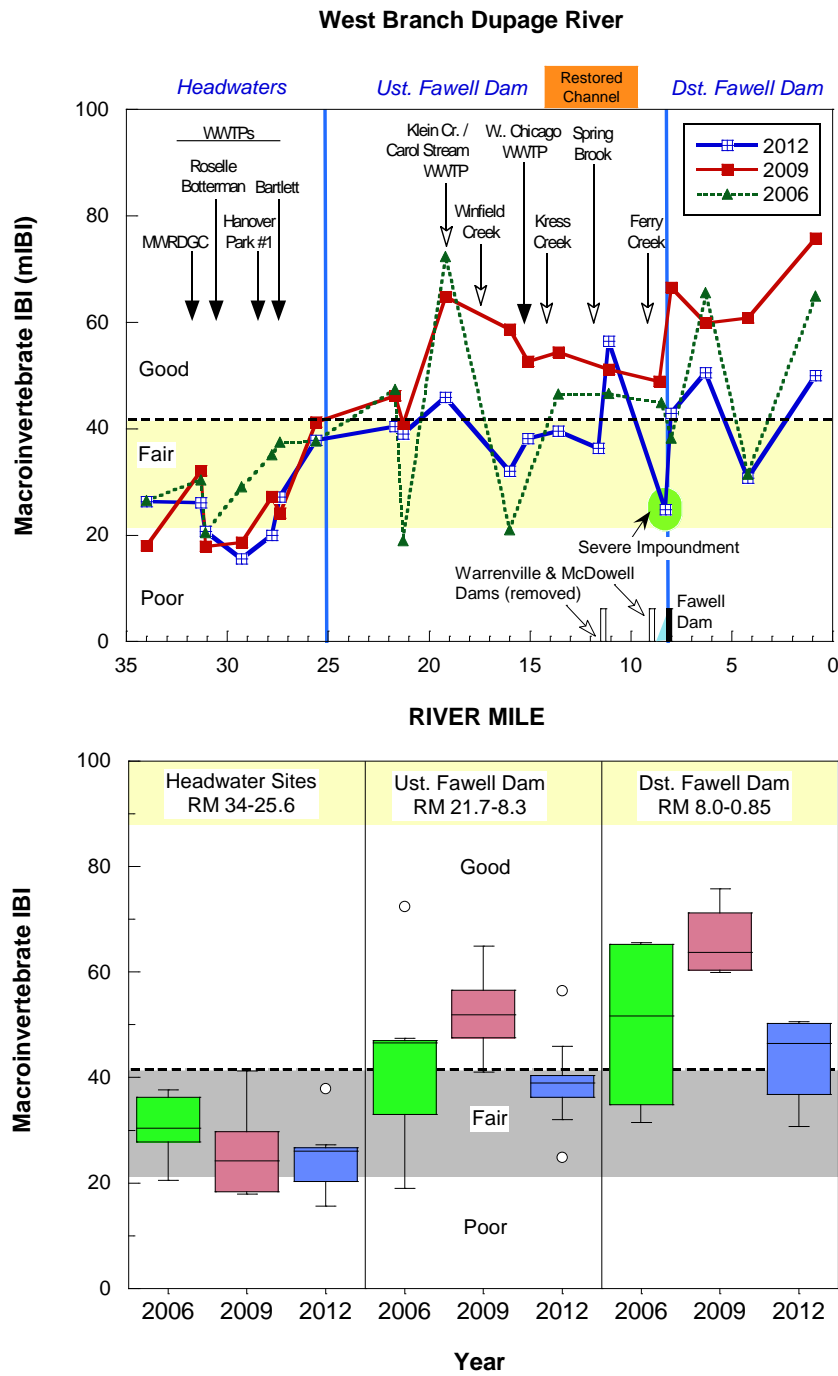 West Branch Dupage River
Headwaters
Ust. Fawell Dam
Restored
Channel
Dst. Fawell Dam
Macroinvertebrate IBI (mIBI)
100
80
60
40
20
0
WWTPs
Roselle
Botterman
Bartlett
MWRDGC
Hanover
Park #1
Klein Cr. /
Carol Stream
WWTP
Winfield
Creek
W.. Chicago
WWTP
Kress
Creek
Spring
Brook
Ferry
Creek
2012
2009
2006
Good
Fair
Poor
Severe Impoundment
Warrenville & McDowell
Dams (removed)
Fawell
Dam
35 30 25 20 15 10 5 0
RIVER MILE
Macroinvertebrate IBI
100
80
60
40
20
0
Headwater Sites
RM 34-25.6
Ust. Fawell Dam
RM 21.7-8.3
Dst. Fawell Dam
RM 8.0-0.85
Good
Fair
Poor
2006 2009 2012 2006 2009 2012 2006 2009 2012
Year